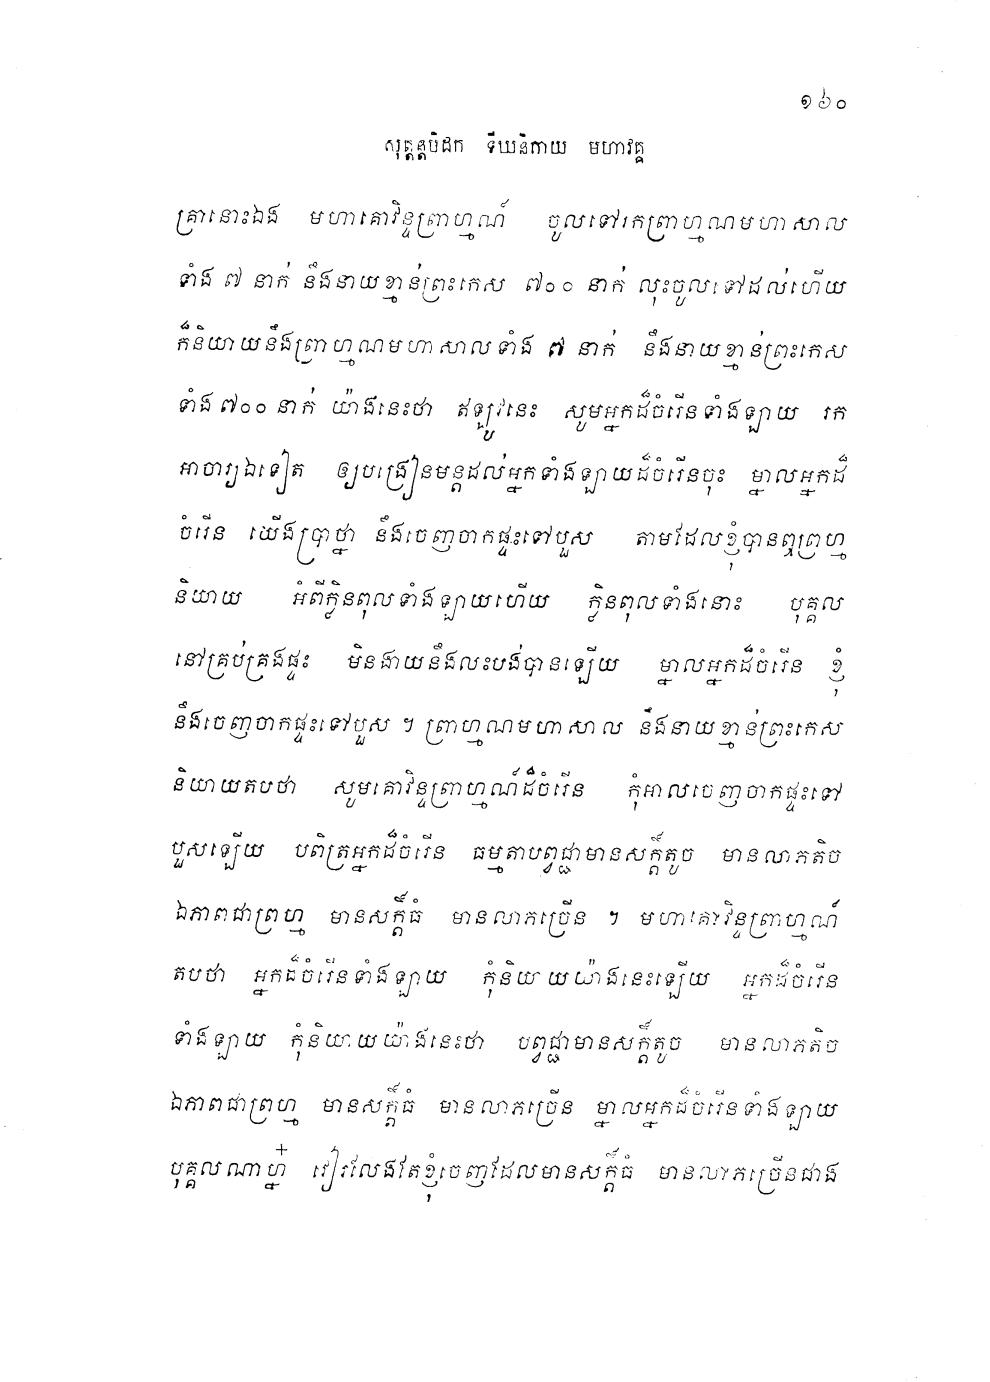 ១៦០
សុត្តន្តបិដក ទីឃនិកាយ មហាវគ្គ
គ្រានោះឯង មហាគោវិន្ទព្រាហ្មណ៍ ចូលទៅរកព្រាហ្មណមហាសាល
ទាំង ៧ នាក់ នឹងនាយខ្មាន់ព្រះកេស ៧០០ នាក់ លុះចូលទៅដល់ហើយ
ក៏និយាយនឹងព្រាហ្មណមហាសាលទាំង ៧ នាក់ នឹងនាយខ្មាន់ព្រះកេស
ទាំង ៧០០ នាក់ យ៉ាងនេះថា ឥឡូវនេះ សូមអ្នកដ៏ចំរើនទាំងឡាយ រក
អាចារ្យឯទៀត ឲ្យបង្រៀនមន្តដល់អ្នកទាំងឡាយដ៏ចំរើនចុះ ម្នាលអ្នកដ៏
ចំរើន យើងប្រាថ្នា នឹងចេញចាកផ្ទះទៅបួស តាមដែលខ្ញុំបានឮព្រហ្ម
និយាយ អំពីក្លិនពុលទាំងឡាយហើយ ក្លិនពុលទាំងនោះ បុគ្គល
នៅគ្រប់គ្រងផ្ទះ មិនងាយនឹងលះបង់បានឡើយ ម្នាលអ្នកដ៏ចំរើន ខ្ញុំ
នឹងចេញចាកផ្ទះទៅបួស ។ ព្រាហ្មណមហាសាល នឹងនាយខ្មាន់ព្រះកេស
និយាយតបថា សូមគោវិន្ទព្រាហ្មណ៍ដ៏ចំរើន កុំអាលចេញចាកផ្ទះទៅ
បួសឡើយ បពិត្រអ្នកដ៏ចំរើន ធម្មតាបព្វជ្ជាមានសក្តិ៍តូច មានលាភតិច
ឯភាពជាព្រហ្ម មានសក្តិ៍ធំ មានលាភច្រើន ។ មហាគោវិន្ទព្រាហ្មណ៍
តបថា អ្នកដ៏ចំរើនទាំងឡាយ កុំនិយាយយ៉ាងនេះឡើយ អ្នកដ៏ចំរើន
ទាំងឡាយ កុំនិយាយយ៉ាងនេះថា បព្វជ្ជាមានសក្តិ៍តូច មានលាភតិច
ឯភាពជាព្រហ្ម មានសក្តិ៍ធំ មានលាភច្រើន ម្នាលអ្នកដ៏ចំរើនទាំងឡាយ
បុគ្គលណាហ្ន៎ វៀរលែងតែខ្ញុំចេញដែលមានសក្តិ៍ធំ មានលាភច្រើនជាង